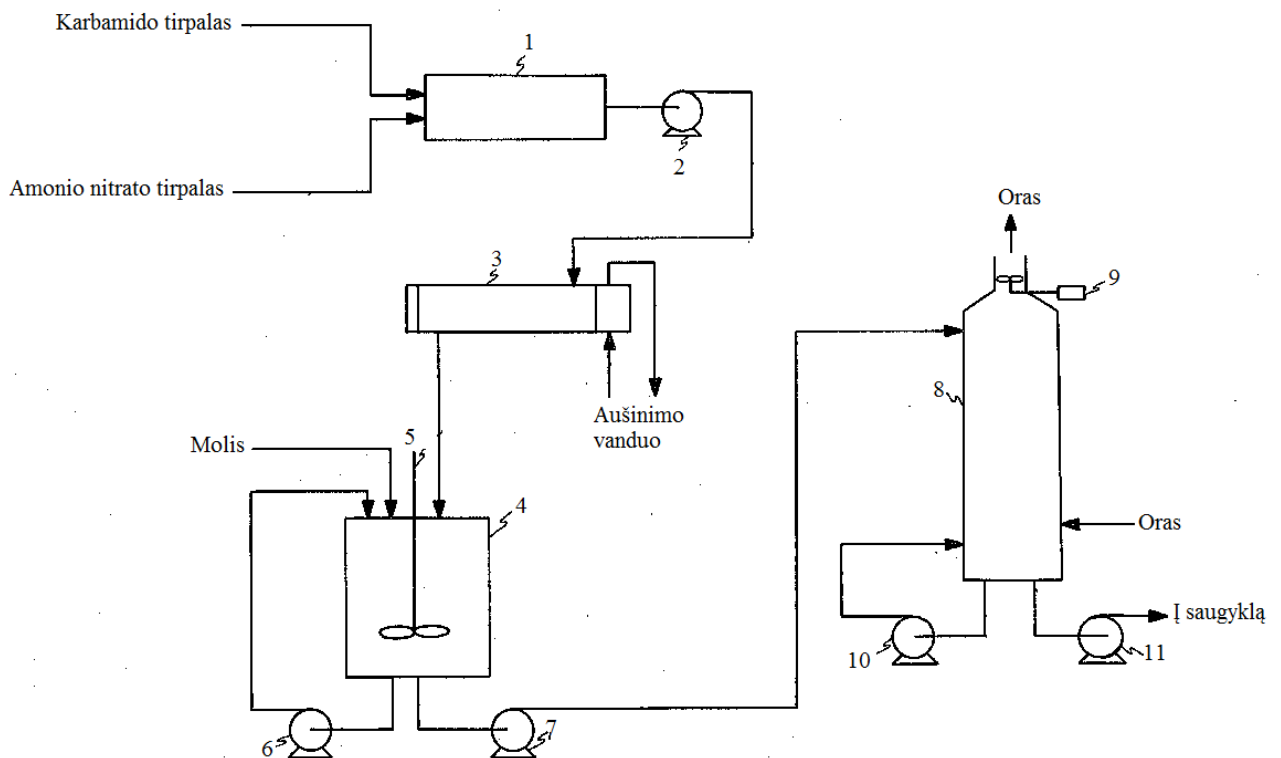 Karbamido tirpalas
1
2
Amonio nitrato tirpalas
Oras
3
9
Aušinimo
vanduo
8
Molis
5
4
Oras
Į saugyklą
10
11
6
7